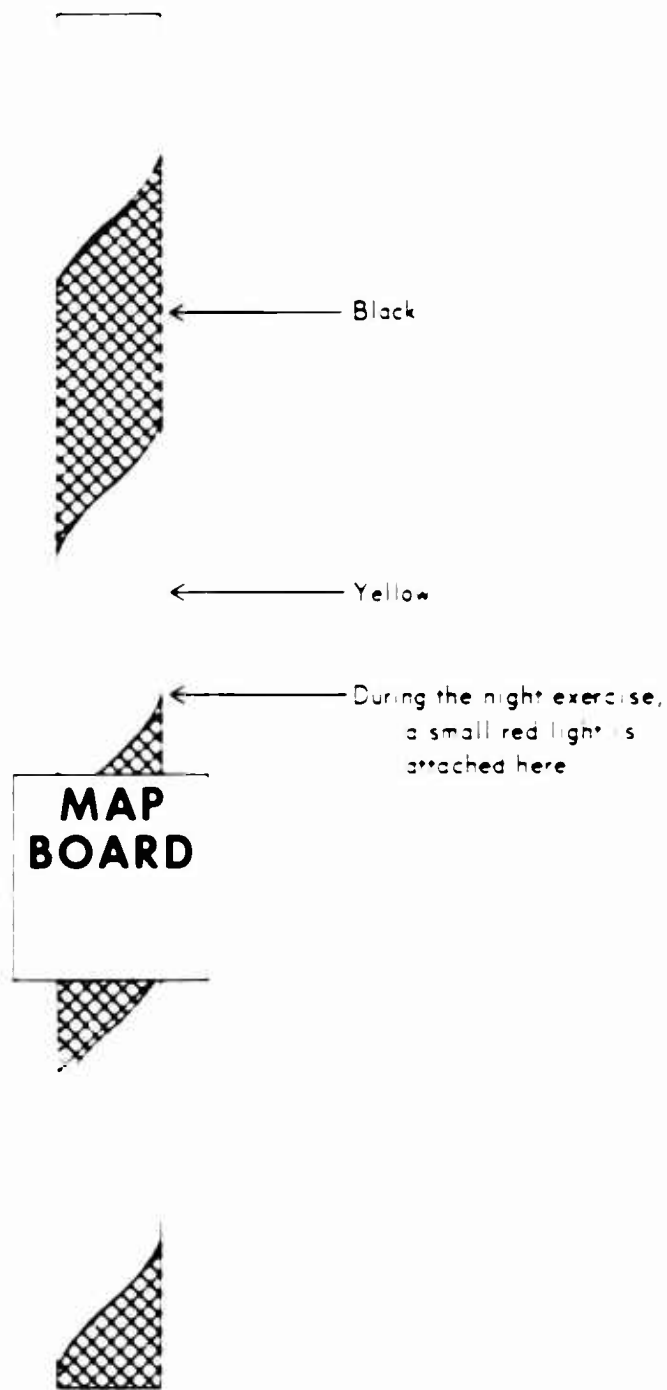 Black
Yellow
During the night exercise,
a small red light is
attached here
MAP
BOARD